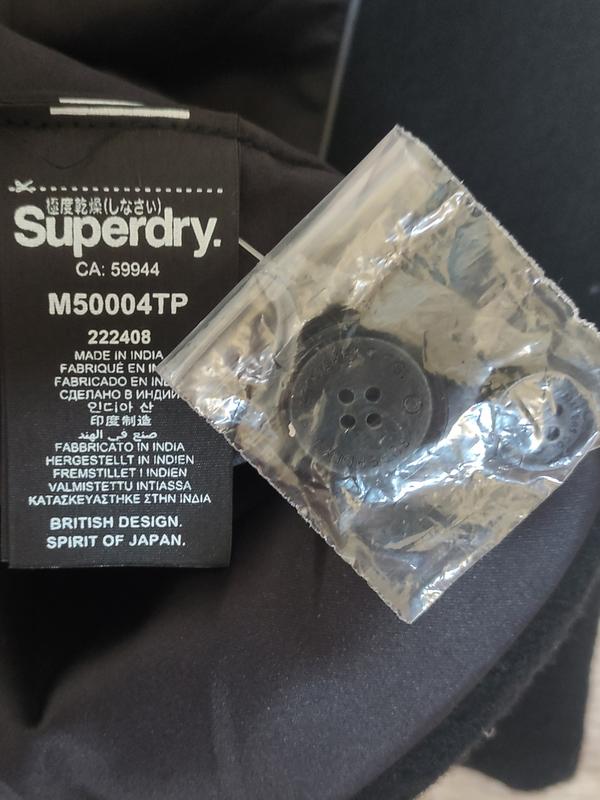 極度乾燥(しなさい)
Superdry.
CA: 59944
M50004TP
222408
MADE IN INDIA
FABRIQUÉ EN
FABRICADO EN
СДЕЛАНО В ИНДИИ
인디아 산
印度制造
صنع في الهند
FABBRICATO IN INDIA
HERGESTELLT IN INDIEN
FREMSTILLET I INDIEN
VALMISTETTU INTIASSA
ΚΑΤΑΣΚΕΥΑΣΤΗΚΕ ΣΤΗΝ ΙΝΔΙΑ
BRITISH DESIGN.
SPIRIT OF JAPAN.